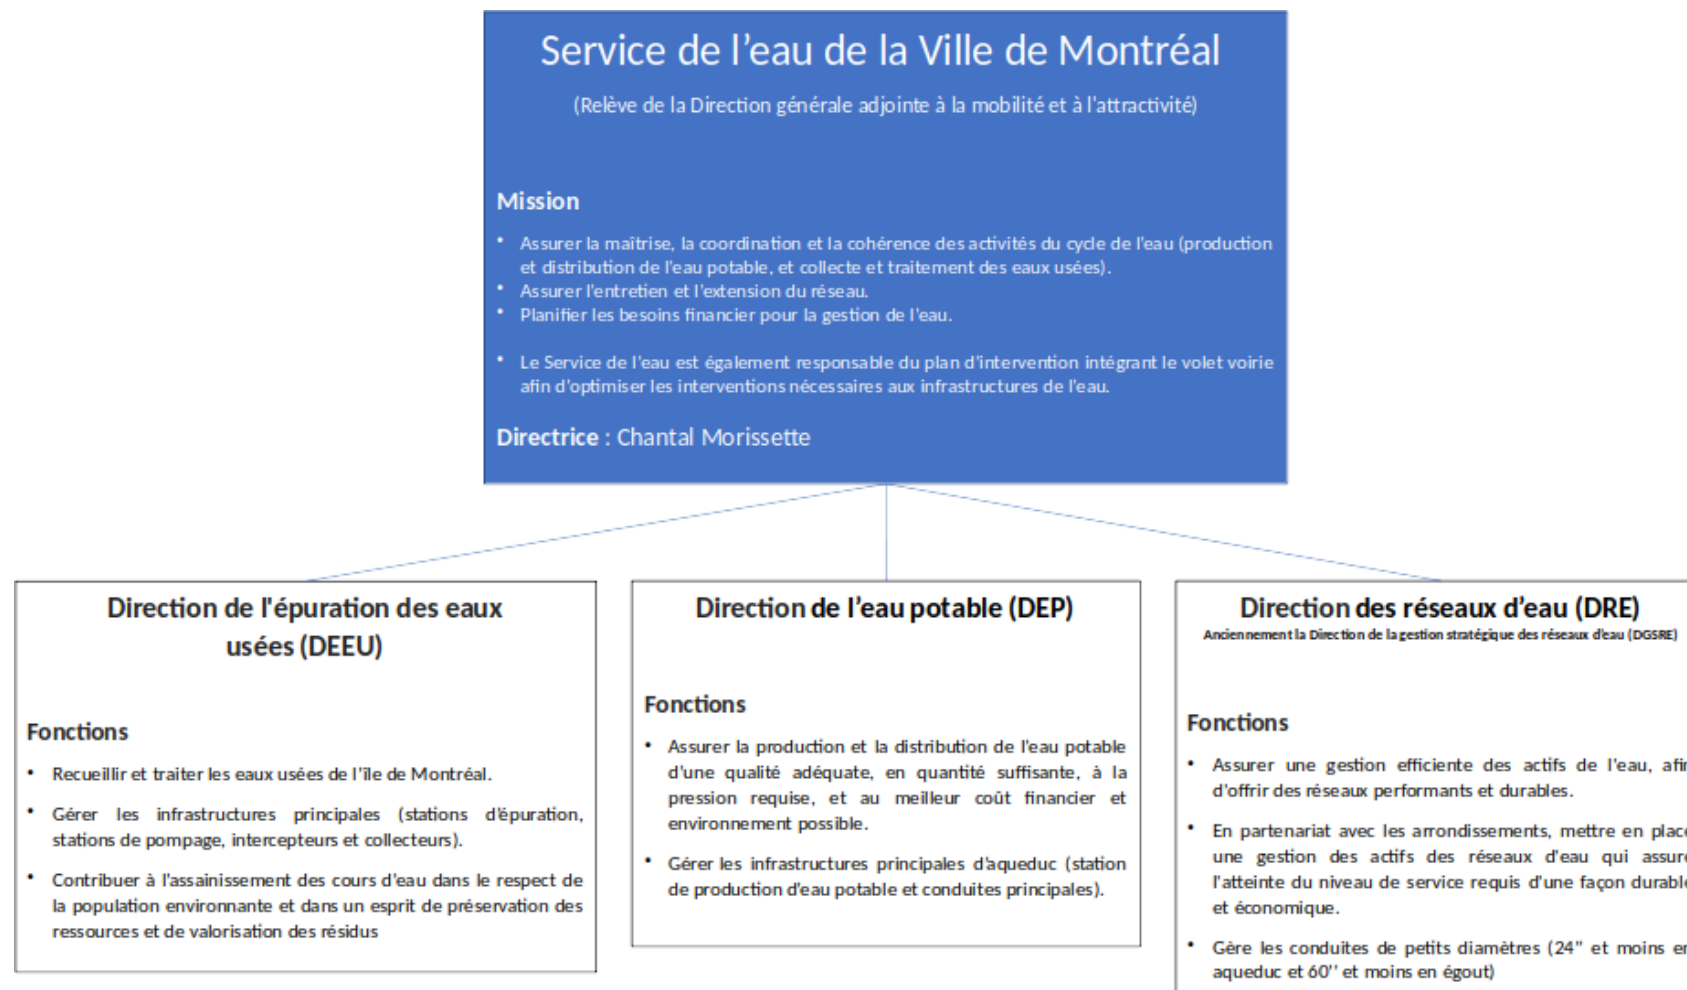 Service de l’eau de la Ville de Montréal
(Relève de la Direction générale adjointe à la mobilité et à l'attractivité)
Mission
• Assurer la maîtrise, la coordination et la cohérence des activités du cycle de l’eau (production
et distribution de l’eau potable, et collecte et traitement des eaux usées).
• Assurer l’entretien et l’extension du réseau.
• Planifier les besoins financier pour la gestion de l’eau.
• Le Service de l’eau est également responsable du plan d’intervention intégrant le volet voirie
afin d’optimiser les interventions nécessaires aux infrastructures de l’eau.
Directrice : Chantal Morissette
Direction de l'épuration des eaux
usées (DEEU)
Fonctions
• Recueillir et traiter les eaux usées de l’île de Montréal.
• Gérer les infrastructures principales (stations d’épuration,
stations de pompage, intercepteurs et collecteurs).
• Contribuer à l’assainissement des cours d’eau dans le respect de
la population environnante et dans un esprit de préservation des
ressources et de valorisation des résidus
Direction de l’eau potable (DEP)
Fonctions
• Assurer la production et la distribution de l’eau potable
d’une qualité adéquate, en quantité suffisante, à la
pression requise, et au meilleur coût financier et
environnement possible.
• Gérer les infrastructures principales d’aqueduc (station
de production d’eau potable et conduites principales).
Direction des réseaux d’eau (DRE)
Anciennement la Direction de la gestion stratégique des réseaux d’eau (DGSRE)
Fonctions
• Assurer une gestion efficiente des actifs de l’eau, afin
d’offrir des réseaux performants et durables.
• En partenariat avec les arrondissements, mettre en place
une gestion des actifs des réseaux d’eau qui assure
l’atteinte du niveau de service requis d’une façon durable
et économique.
• Gère les conduites de petits diamètres (24’’ et moins en
aqueduc et 60’’ et moins en égout)